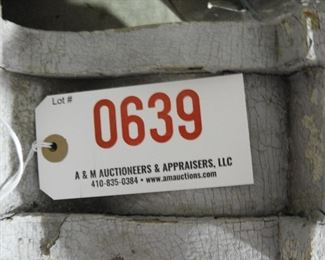 Lot #
0639
A & M AUCTIONEERS & APPRAISERS, LLC
410-835-0384 • www.amauctions.com